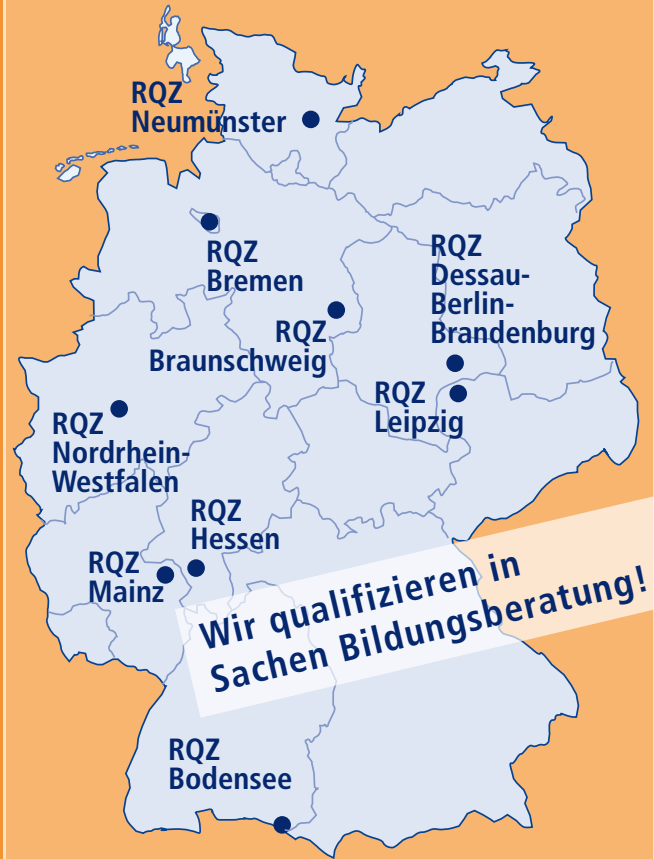 RQZ
Neumünster
RQZ
Bremen
RQZ
Dessau-
Berlin-
Brandenburg
RQZ
Braunschweig
RQZ
Leipzig
RQZ
Nordrhein-
Westfalen
RQZ
Hessen
RQZ
Mainz
Wir qualifizieren in
Sachen Bildungsberatung!
RQZ
Bodensee